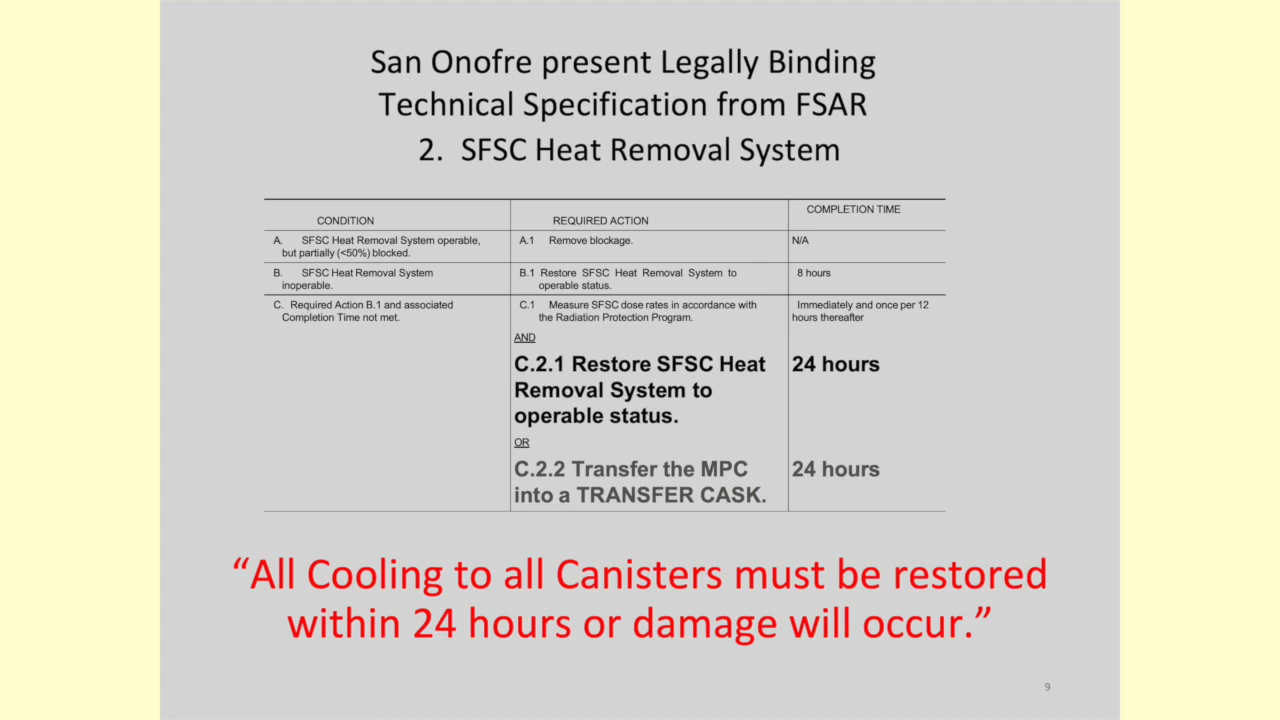 San Onofre present Legally Binding
Technical Specification from FSAR
2. SFSC Heat Removal System
CONDITION
REQUIRED ACTION
COMPLETION TIME
A. SFSC Heat Removal System operable,
but partially (<50%) blocked.
A.1 Remove blockage.
N/A
B. SFSC Heat Removal System
inoperable.
B.1 Restore SFSC Heat Removal System to
operable status.
8 hours
C. Required Action B.1 and associated
Completion Time not met.
C.1 Measure SFSC dose rates in accordance with
the Radiation Protection Program.
Immediately and once per 12
hours thereafter
AND
C.2.1 Restore SFSC Heat
Removal System to
operable status.
24 hours
OR
C.2.2 Transfer the MPC
into a TRANSFER CASK.
24 hours
“All Cooling to all Canisters must be restored
within 24 hours or damage will occur.”
9